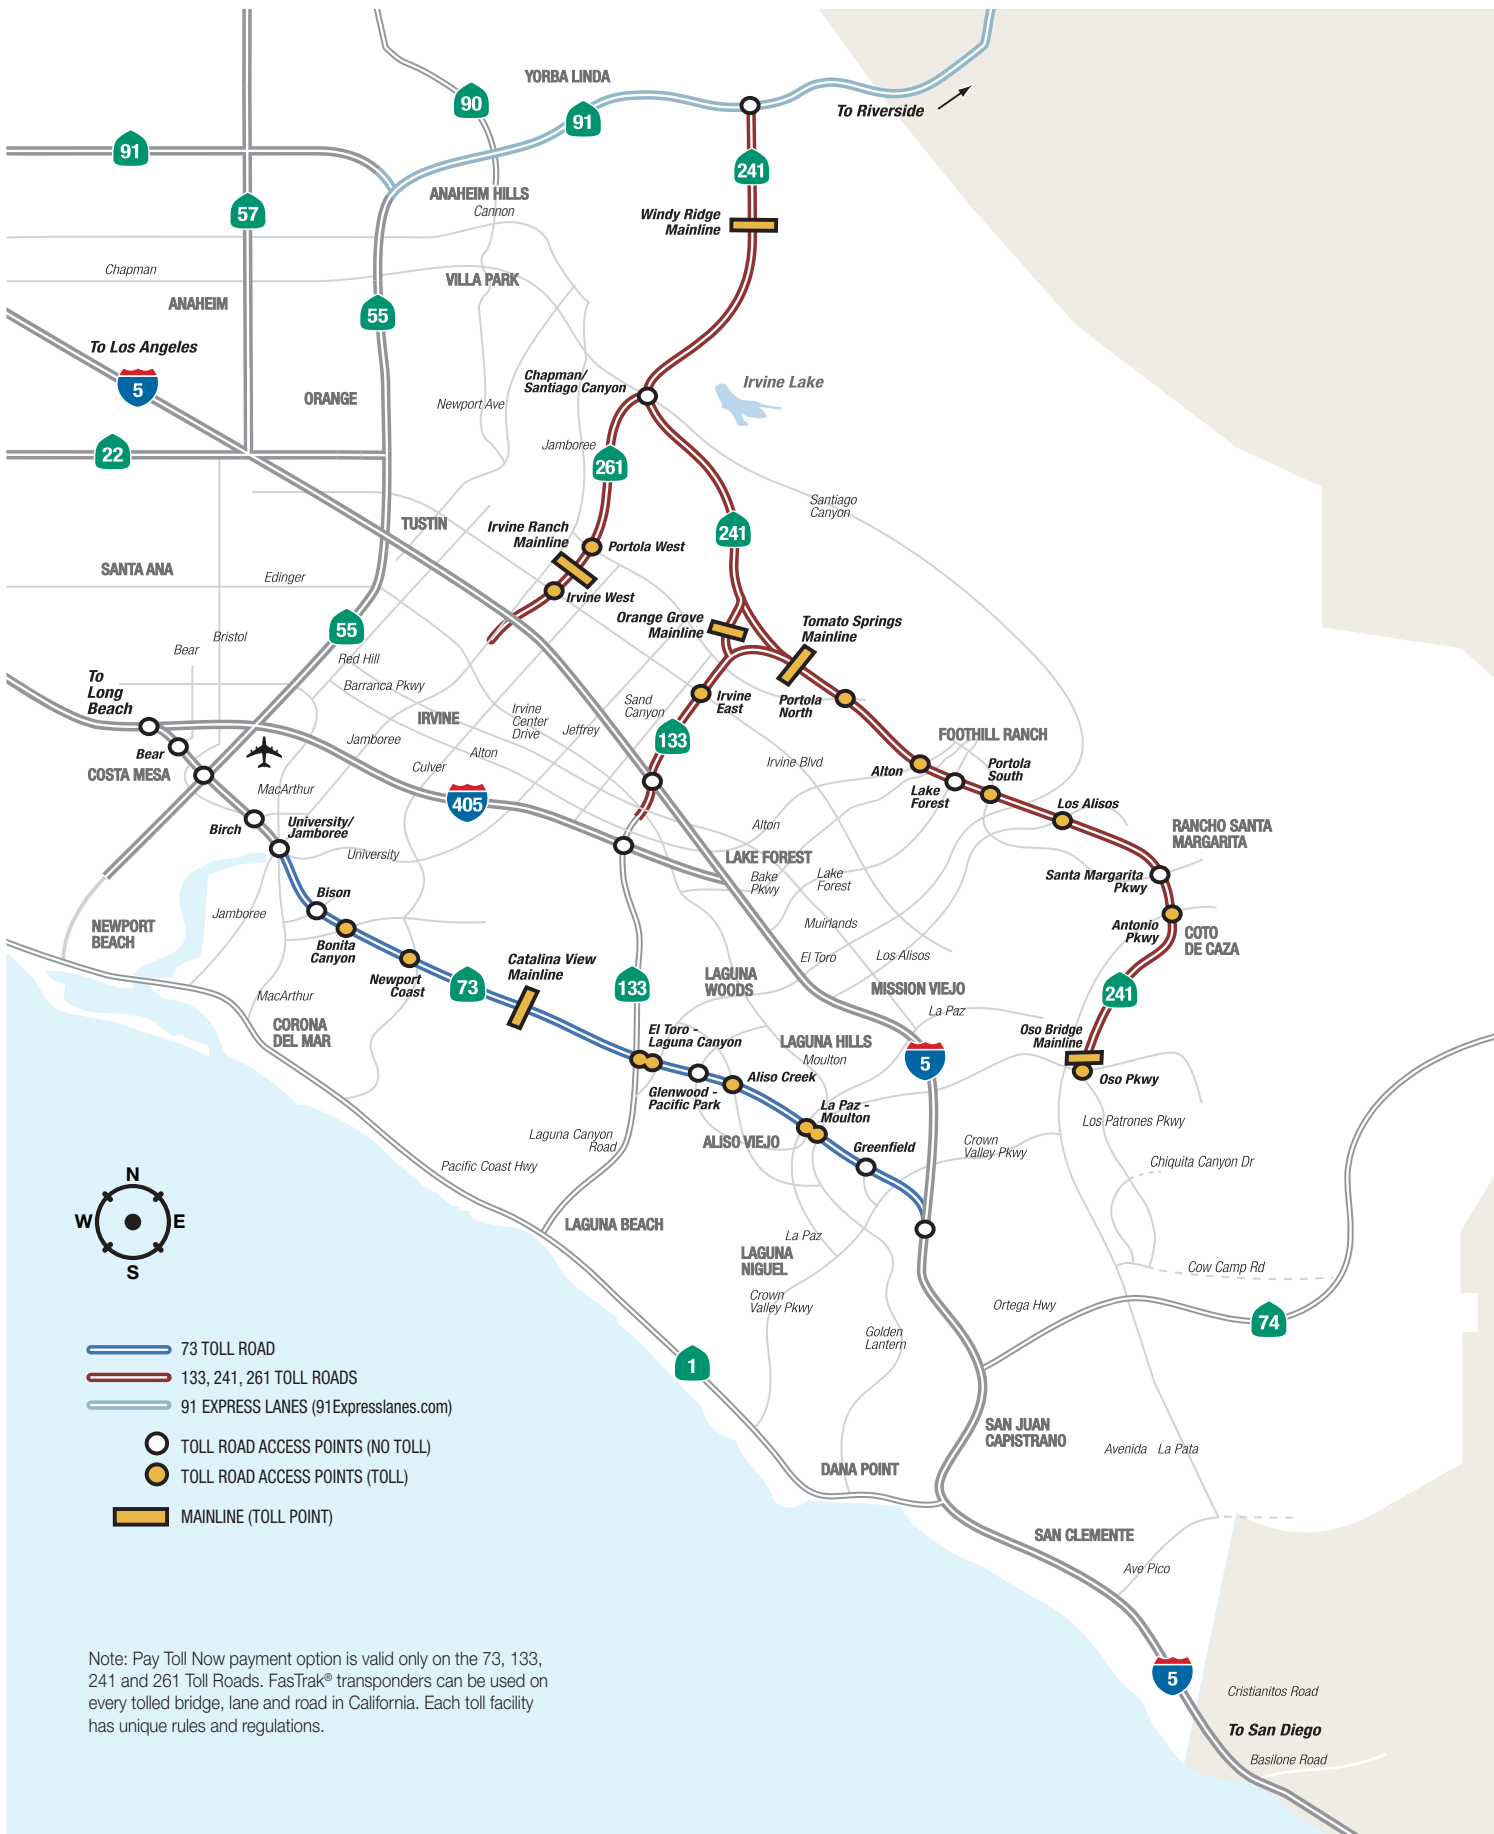 YORBA LINDA
90
91
To Riverside
91
241
ANAHEIM HILLS
Cannon
57
Windy Ridge
Mainline
Chapman
VILLA PARK
ANAHEIM
55
To Los Angeles
5
Chapman/
Santiago Canyon
Irvine Lake
ORANGE
Newport Ave
Jamboree
22
261
Santiago
Canyon
TUSTIN
Irvine Ranch
Mainline
241
Portola West
SANTA ANA
Edinger
Irvine West
Orange Grove
Mainline
Tomato Springs
Mainline
55
Bristol
Bear
Red Hill
To
Long
Beach
Barranca Pkwy
Sand
Canyon
Irvine
East
Portola
North
IRVINE
Irvine
Center
Drive
Jeffrey
133
FOOTHILL RANCH
Bear
Jamboree
Alton
Culver
Irvine Blvd
Alton
Portola
South
COSTA MESA
MacArthur
405
Lake
Forest
Los Alisos
Birch
University/
Jamboree
Alton
RANCHO SANTA
MARGARITA
University
LAKE FOREST
Bake
Pkwy
Lake
Forest
Santa Margarita
Pkwy
Bison
Jamboree
Muirlands
NEWPORT
BEACH
Bonita
Canyon
Antonio
Pkwy
COTO
DE CAZA
El Toro
Los Alisos
Newport
Coast
73
Catalina View
Mainline
133
LAGUNA
WOODS
MISSION VIEJO
241
MacArthur
La Paz
CORONA
DEL MAR
El Toro -
Laguna Canyon
LAGUNA HILLS
Moulton
5
Oso Bridge
Mainline
Oso Pkwy
Glenwood -
Pacific Park
Aliso Creek
La Paz -
Moulton
Los Patrones Pkwy
Laguna Canyon
Road
ALISO VIEJO
Greenfield
Crown
Valley Pkwy
Chiquita Canyon Dr
Pacific Coast Hwy
N
W
E
S
LAGUNA BEACH
La Paz
LAGUNA
NIGUEL
Cow Camp Rd
Crown
Valley Pkwy
Ortega Hwy
74
Golden
Lantern
1
73 TOLL ROAD
133, 241, 261 TOLL ROADS
91 EXPRESS LANES (91Expresslanes.com)
TOLL ROAD ACCESS POINTS (NO TOLL)
TOLL ROAD ACCESS POINTS (TOLL)
MAINLINE (TOLL POINT)
SAN JUAN
CAPISTRANO
Avenida La Pata
DANA POINT
SAN CLEMENTE
Ave Pico
Note: Pay Toll Now payment option is valid only on the 73, 133,
241 and 261 Toll Roads. FasTrak® transponders can be used on
every tolled bridge, lane and road in California. Each toll facility
has unique rules and regulations.
5
Cristianitos Road
To San Diego
Basilone Road